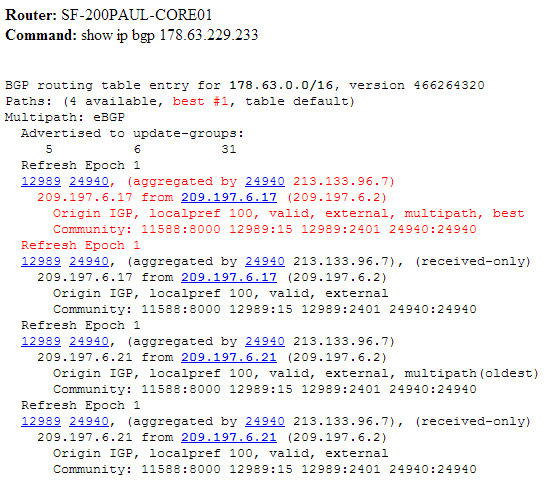 Router: SF-200PAUL-CORE01
Command: show ip bgp 178.63.229.233
BGP routing table entry for 178.63.0.0/16, version 466264320
Paths: (4 available, best #1, table default)
Multipath: eBGP
Advertised to update-groups:
5 6 31
Refresh Epoch 1
12989 24940, (aggregated by 24940 213.133.96.7)
209.197.6.17 from 209.197.6.17 (209.197.6.2)
Origin IGP, localpref 100, valid, external, multipath, best
Community: 11588:8000 12989:15 12989:2401 24940:24940
Refresh Epoch 1
12989 24940, (aggregated by 24940 213.133.96.7), (received-only)
209.197.6.17 from 209.197.6.17 (209.197.6.2)
Origin IGP, localpref 100, valid, external
Community: 11588:8000 12989:15 12989:2401 24940:24940
Refresh Epoch 1
12989 24940, (aggregated by 24940 213.133.96.7)
209.197.6.21 from 209.197.6.21 (209.197.6.2)
Origin IGP, localpref 100, valid, external, multipath(oldest)
Community: 11588:8000 12989:15 12989:2401 24940:24940
Refresh Epoch 1
12989 24940, (aggregated by 24940 213.133.96.7), (received-only)
209.197.6.21 from 209.197.6.21 (209.197.6.2)
Origin IGP, localpref 100, valid, external
Community: 11588:8000 12989:15 12989:2401 24940:24940